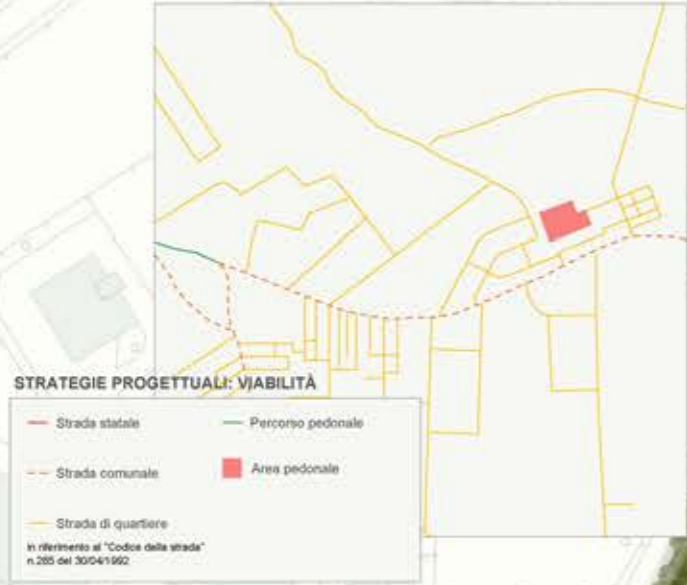 STRATEGIE PROGETTUALI: VIABILITÀ
Strada statale
Percorso pedonale
Strada comunale
Area pedonale
Strada di quartiere
in riferimento al "Codice della strada"
n.285 del 30/04/1992